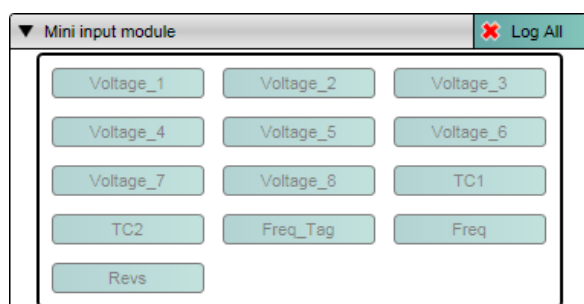 Mini input module Log All
Voltage_1 Voltage_2 Voltage_3
Voltage_4 Voltage_5 Voltage_6
Voltage_7 Voltage_8 TC1
TC2 Freq_Tag Freq
Revs